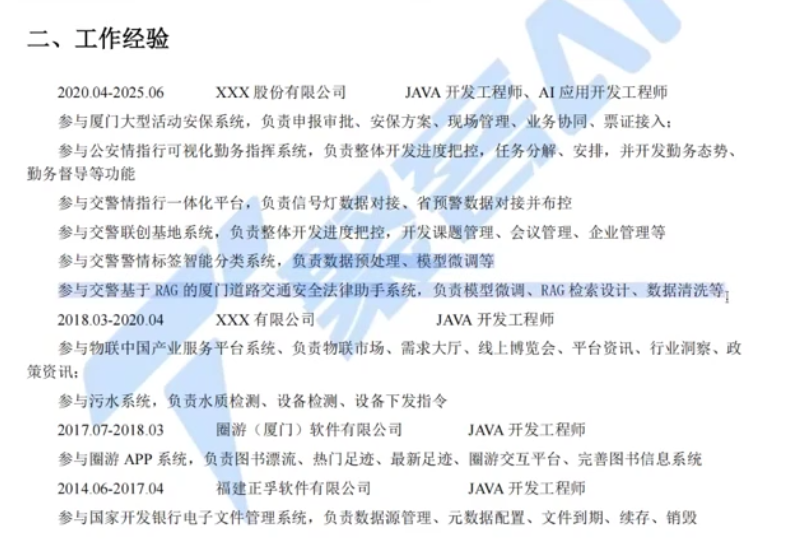 二、工作经验
2020.04-2025.06 XXX 股份有限公司 JAVA 开发工程师、AI 应用开发工程师
参与厦门大型活动安保系统，负责申报审批、安保方案、现场管理、业务协同、票证接入；
参与公安情指行可视化勤务指挥系统，负责整体开发进度把控，任务分解、安排，并开发勤务态势、
勤务督导等功能
参与交警情指行一体化平台，负责信号灯数据对接、省预警数据对接并布控
参与交警联创基地系统，负责整体开发进度把控，开发课题管理、会议管理、企业管理等
参与交警警情标签智能分类系统，负责数据预处理、模型微调等
参与交警基于 RAG 的厦门道路交通安全法律助手系统，负责模型微调、RAG 检索设计、数据清洗等
2018.03-2020.04 XXX 有限公司 JAVA 开发工程师
参与物联中国产业服务平台系统、负责物联市场、需求大厅、线上博览会、平台资讯、行业洞察、政
策资讯；
参与污水系统，负责水质检测、设备检测、设备下发指令
2017.07-2018.03 圈游（厦门）软件有限公司 JAVA 开发工程师
参与圈游 APP 系统，负责图书漂流、热门足迹、最新足迹、圈游交互平台、完善图书信息系统
2014.06-2017.04 福建正孚软件有限公司 JAVA 开发工程师
参与国家开发银行电子文件管理系统，负责数据源管理、元数据配置、文件到期、续存、销毁
聚客AI